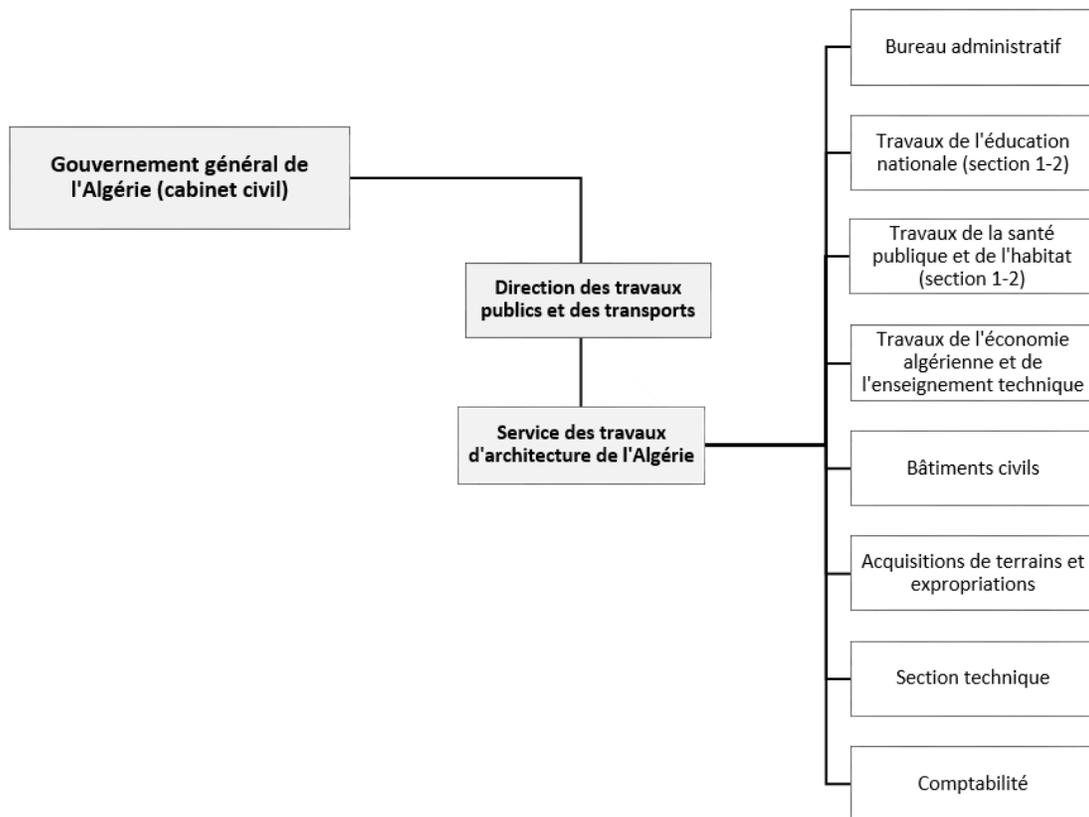 Gouvernement général de
l'Algérie (cabinet civil)
Direction des travaux
publics et des transports
Service des travaux
d'architecture de l'Algérie
Bureau administratif
Travaux de l'éducation
nationale (section 1-2)
Travaux de la santé
publique et de l'habitat
(section 1-2)
Travaux de l'économie
algérienne et de
l'enseignement technique
Bâtiments civils
Acquisitions de terrains et
expropriations
Section technique
Comptabilité